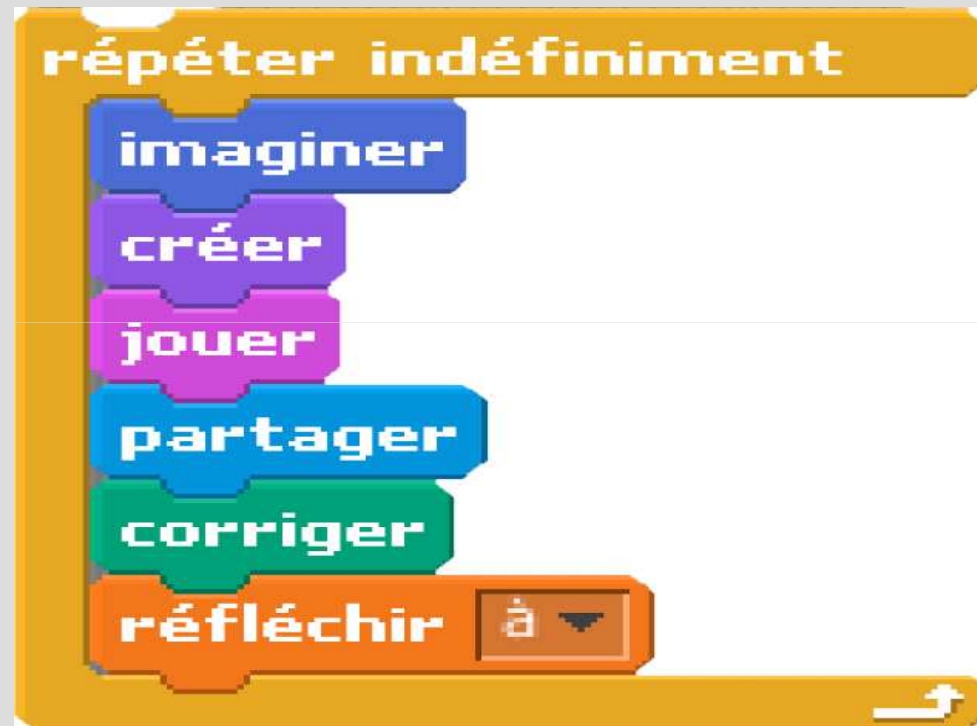 répéter indéfiniment
imaginer
créer
jouer
partager
corriger
réfléchir à